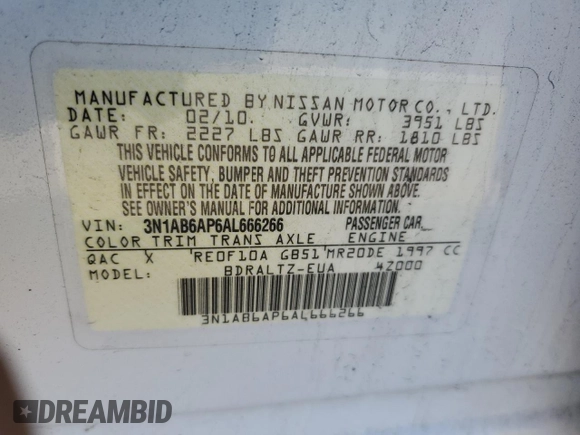 MANUFACTURED BY NISSAN MOTOR CO., LTD.
DATE: 02/10. GVWR: 3951 LBS
GAWR FR: 2227 LBS GAWR RR: 1810 LBS
THIS VEHICLE CONFORMS TO ALL APPLICABLE FEDERAL MOTOR
VEHICLE SAFETY, BUMPER AND THEFT PREVENTION STANDARDS
IN EFFECT ON THE DATE OF MANUFACTURE SHOWN ABOVE.
SEE OWNER'S MANUAL FOR ADDITIONAL INFORMATION.
VIN: 3N1AB6AP6AL666266 PASSENGER CAR
COLOR TRIM TRANS AXLE ENGINE
QAC X RE0F10A GB51 MR20DE 1997 CC
MODEL: BDRALTZ-EUA 4Z000
3N1AB6AP6AL666266
DREAMBID